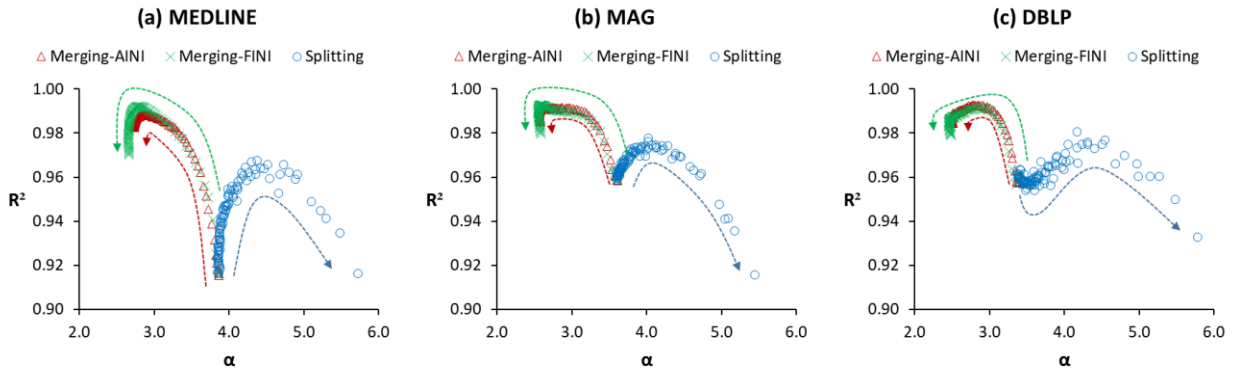 (a) MEDLINE
△ Merging-AINI × Merging-FINI ○ Splitting
1.00
0.98
0.96
R²
0.94
0.92
0.90
2.0 3.0 4.0 5.0 6.0
α
(b) MAG
△ Merging-AINI × Merging-FINI ○ Splitting
1.00
0.98
0.96
R²
0.94
0.92
0.90
2.0 3.0 4.0 5.0 6.0
α
(c) DBLP
△ Merging-AINI × Merging-FINI ○ Splitting
1.00
0.98
0.96
R²
0.94
0.92
0.90
2.0 3.0 4.0 5.0 6.0
α